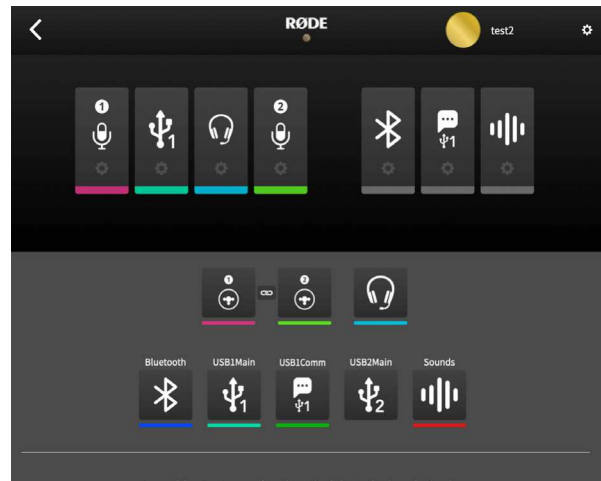 RØDE
test2
1
2
1
1
1
2
Bluetooth
USB1Main
USB1Comm
USB2Main
Sounds
1
1
2